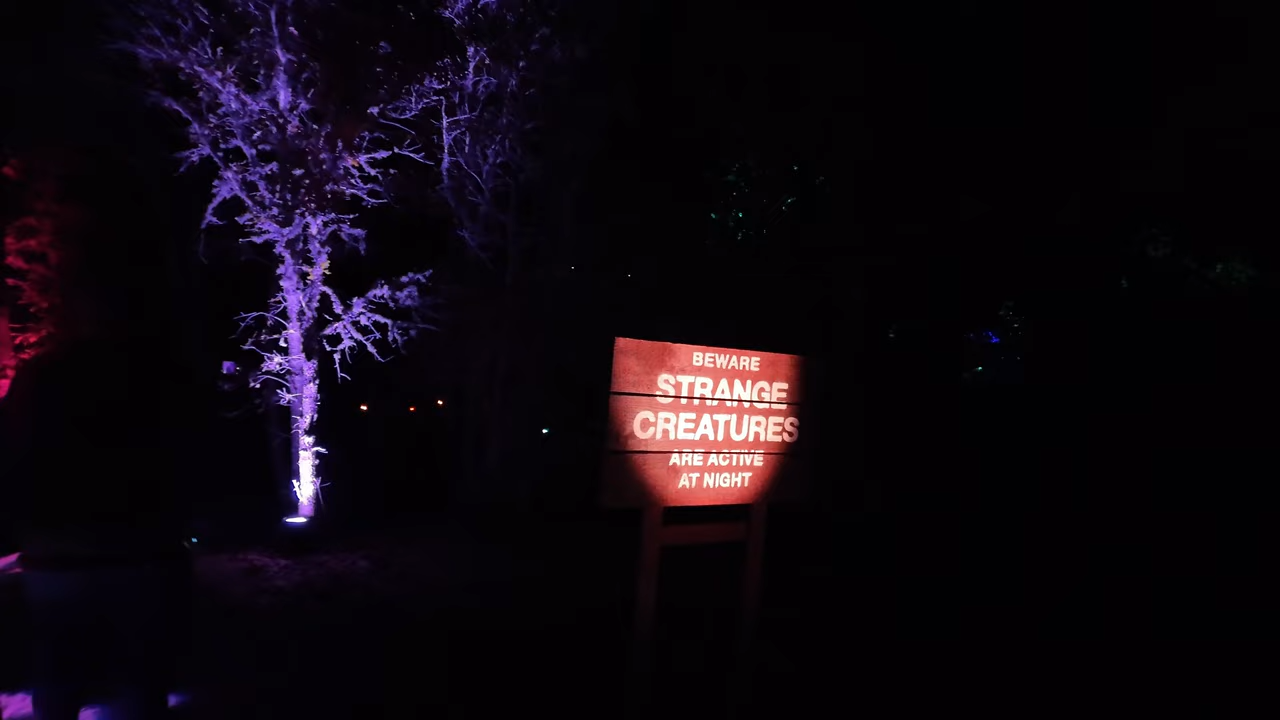 BEWARE
STRANGE
CREATURES
ARE ACTIVE
AT NIGHT